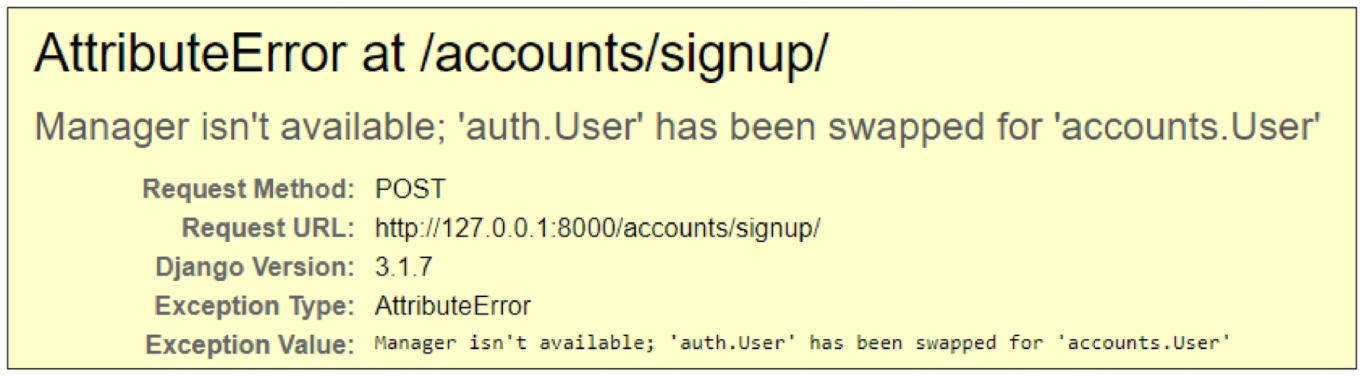 AttributeError at /accounts/signup/
Manager isn't available; 'auth.User' has been swapped for 'accounts.User'
Request Method: POST
Request URL: http://127.0.0.1:8000/accounts/signup/
Django Version: 3.1.7
Exception Type: AttributeError
Exception Value: Manager isn't available; 'auth.User' has been swapped for 'accounts.User'